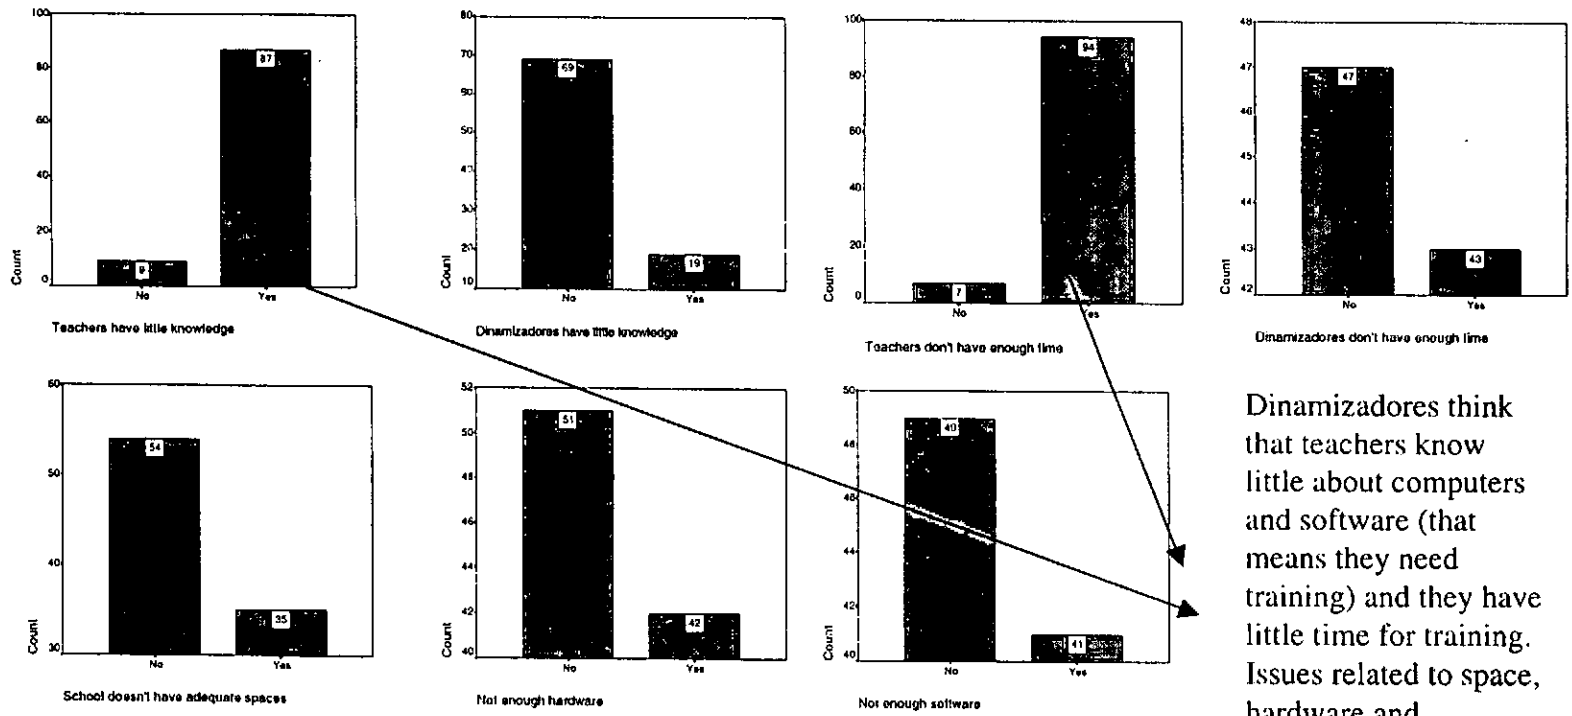 100
80
60
40
20
0
Count
87
9
No Yes
Teachers have little knowledge
80
70
60
50
40
30
20
10
Count
69
19
No Yes
Dinamizadores have little knowledge
100
80
60
40
20
0
Count
94
7
No Yes
Teachers don't have enough time
48
47
46
45
44
43
42
Count
47
43
No Yes
Dinamizadores don't have enough time
60
50
40
30
Count
54
35
No Yes
School doesn't have adequate spaces
52
50
48
46
44
42
40
Count
51
42
No Yes
Not enough hardware
50
48
46
44
42
40
Count
49
41
No Yes
Not enough software
Dinamizadores think
that teachers know
little about computers
and software (that
means they need
training) and they have
little time for training.
Issues related to space,
hardware and